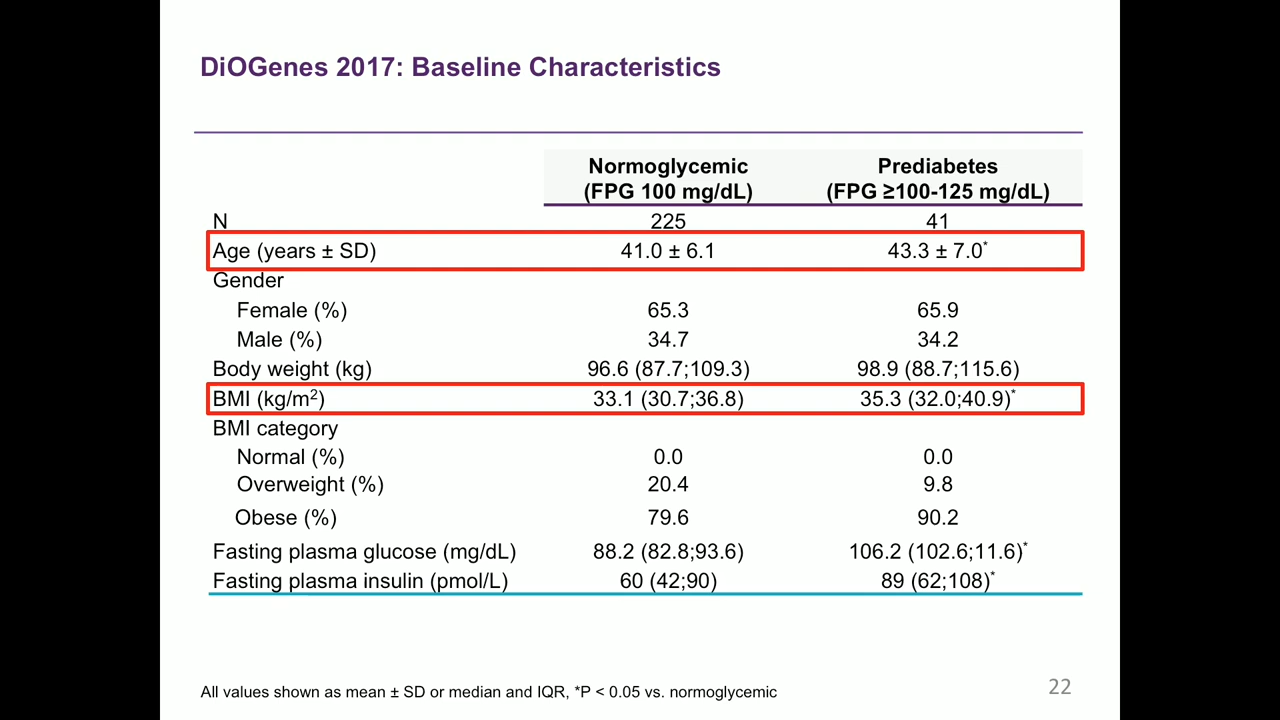 DiOGenes 2017: Baseline Characteristics
Normoglycemic Prediabetes
(FPG 100 mg/dL) (FPG ≥100-125 mg/dL)
N 225 41
Age (years ± SD) 41.0 ± 6.1 43.3 ± 7.0*
Gender
Female (%) 65.3 65.9
Male (%) 34.7 34.2
Body weight (kg) 96.6 (87.7;109.3) 98.9 (88.7;115.6)
BMI (kg/m²) 33.1 (30.7;36.8) 35.3 (32.0;40.9)*
BMI category
Normal (%) 0.0 0.0
Overweight (%) 20.4 9.8
Obese (%) 79.6 90.2
Fasting plasma glucose (mg/dL) 88.2 (82.8;93.6) 106.2 (102.6;11.6)*
Fasting plasma insulin (pmol/L) 60 (42;90) 89 (62;108)*
All values shown as mean ± SD or median and IQR, *P < 0.05 vs. normoglycemic
22